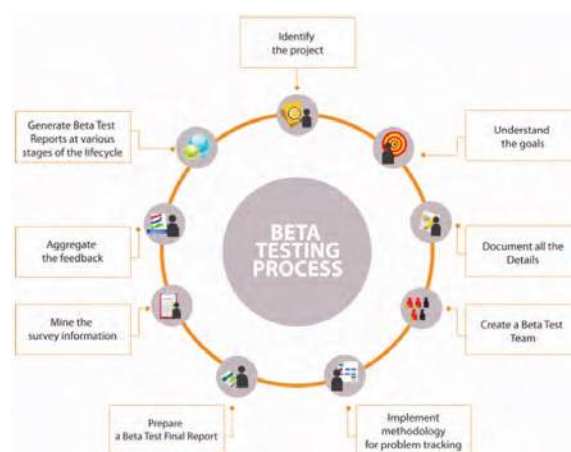 Identify
the project
Understand
the goals
Document all the
Details
Create a Beta Test
Team
Implement
methodology
for problem tracking
Prepare
a Beta Test Final Report
Mine the
survey information
Aggregate
the feedback
Generate Beta Test
Reports at various
stages of the lifecycle
BETA
TESTING
PROCESS